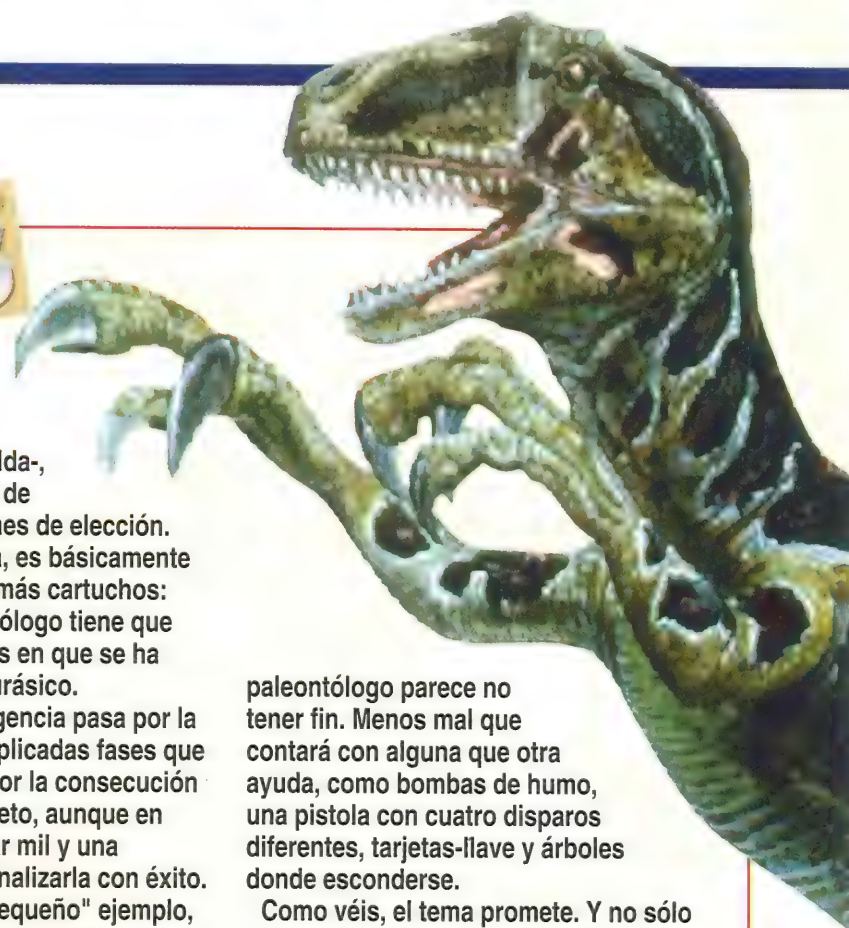 lda-,
de
nes de elección.
, es básicamente
más cartuchos:
ólogo tiene que
s en que se ha
urásico.
gencia pasa por la
plicadas fases que
or la consecución
eto, aunque en
r mil y una
nalizarla con éxito.
equeño" ejemplo,
paleontólogo parece no
tener fin. Menos mal que
contará con alguna que otra
ayuda, como bombas de humo,
una pistola con cuatro disparos
diferentes, tarjetas-llave y árboles
donde esconderse.
Como véis, el tema promete. Y no sólo